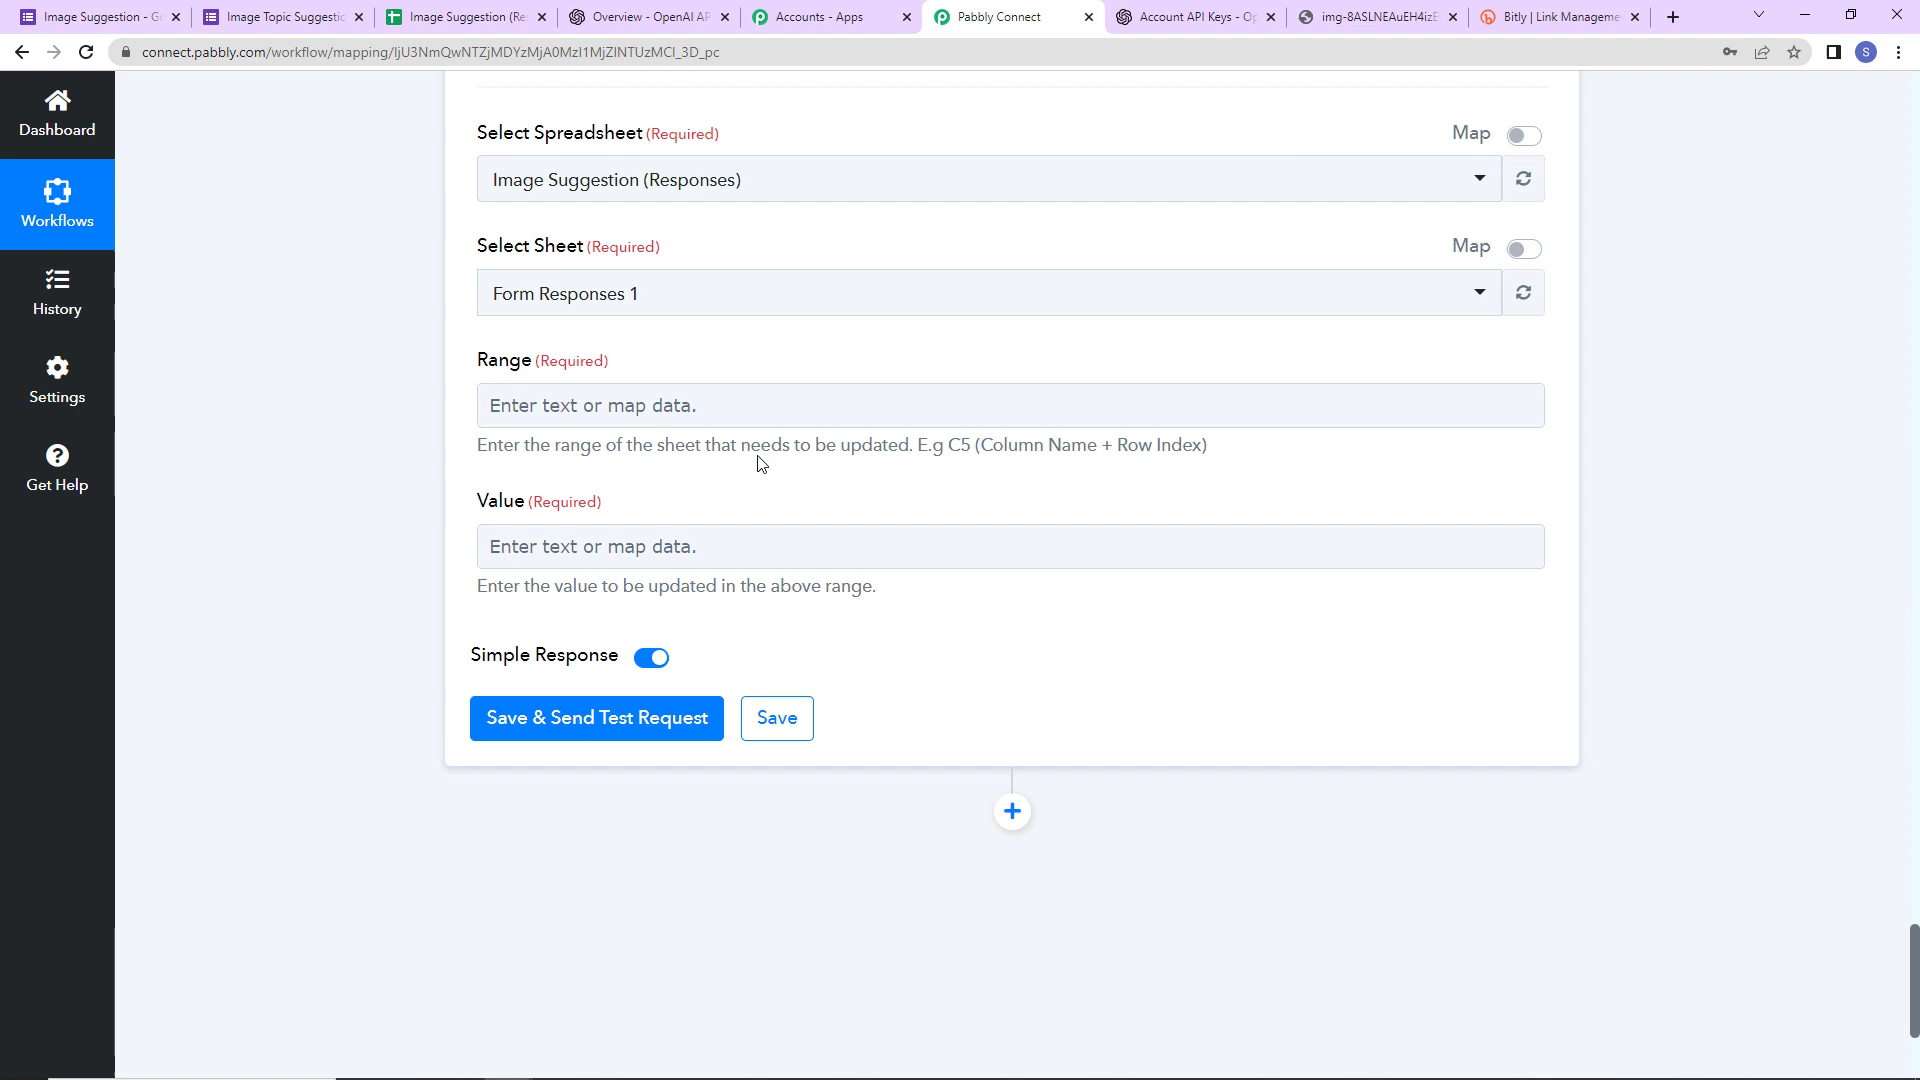 Image Suggestion - Go
Image Topic Suggestic
Image Suggestion (Res
Overview - OpenAI AP
Accounts - Apps
Pabbly Connect
Account API Keys - Op
img-8ASLNEAuEH4izE
Bitly | Link Manageme
connect.pabbly.com/workflow/mapping/IjU3NmQwNTZjMDYzMjA0MzI1MjZlNTUzMCI_3D_pc
S
Dashboard
Workflows
History
Settings
Get Help
Select Spreadsheet (Required)
Map
Image Suggestion (Responses)
Select Sheet (Required)
Map
Form Responses 1
Range (Required)
Enter text or map data.
Enter the range of the sheet that needs to be updated. E.g C5 (Column Name + Row Index)
Value (Required)
Enter text or map data.
Enter the value to be updated in the above range.
Simple Response
Save & Send Test Request
Save